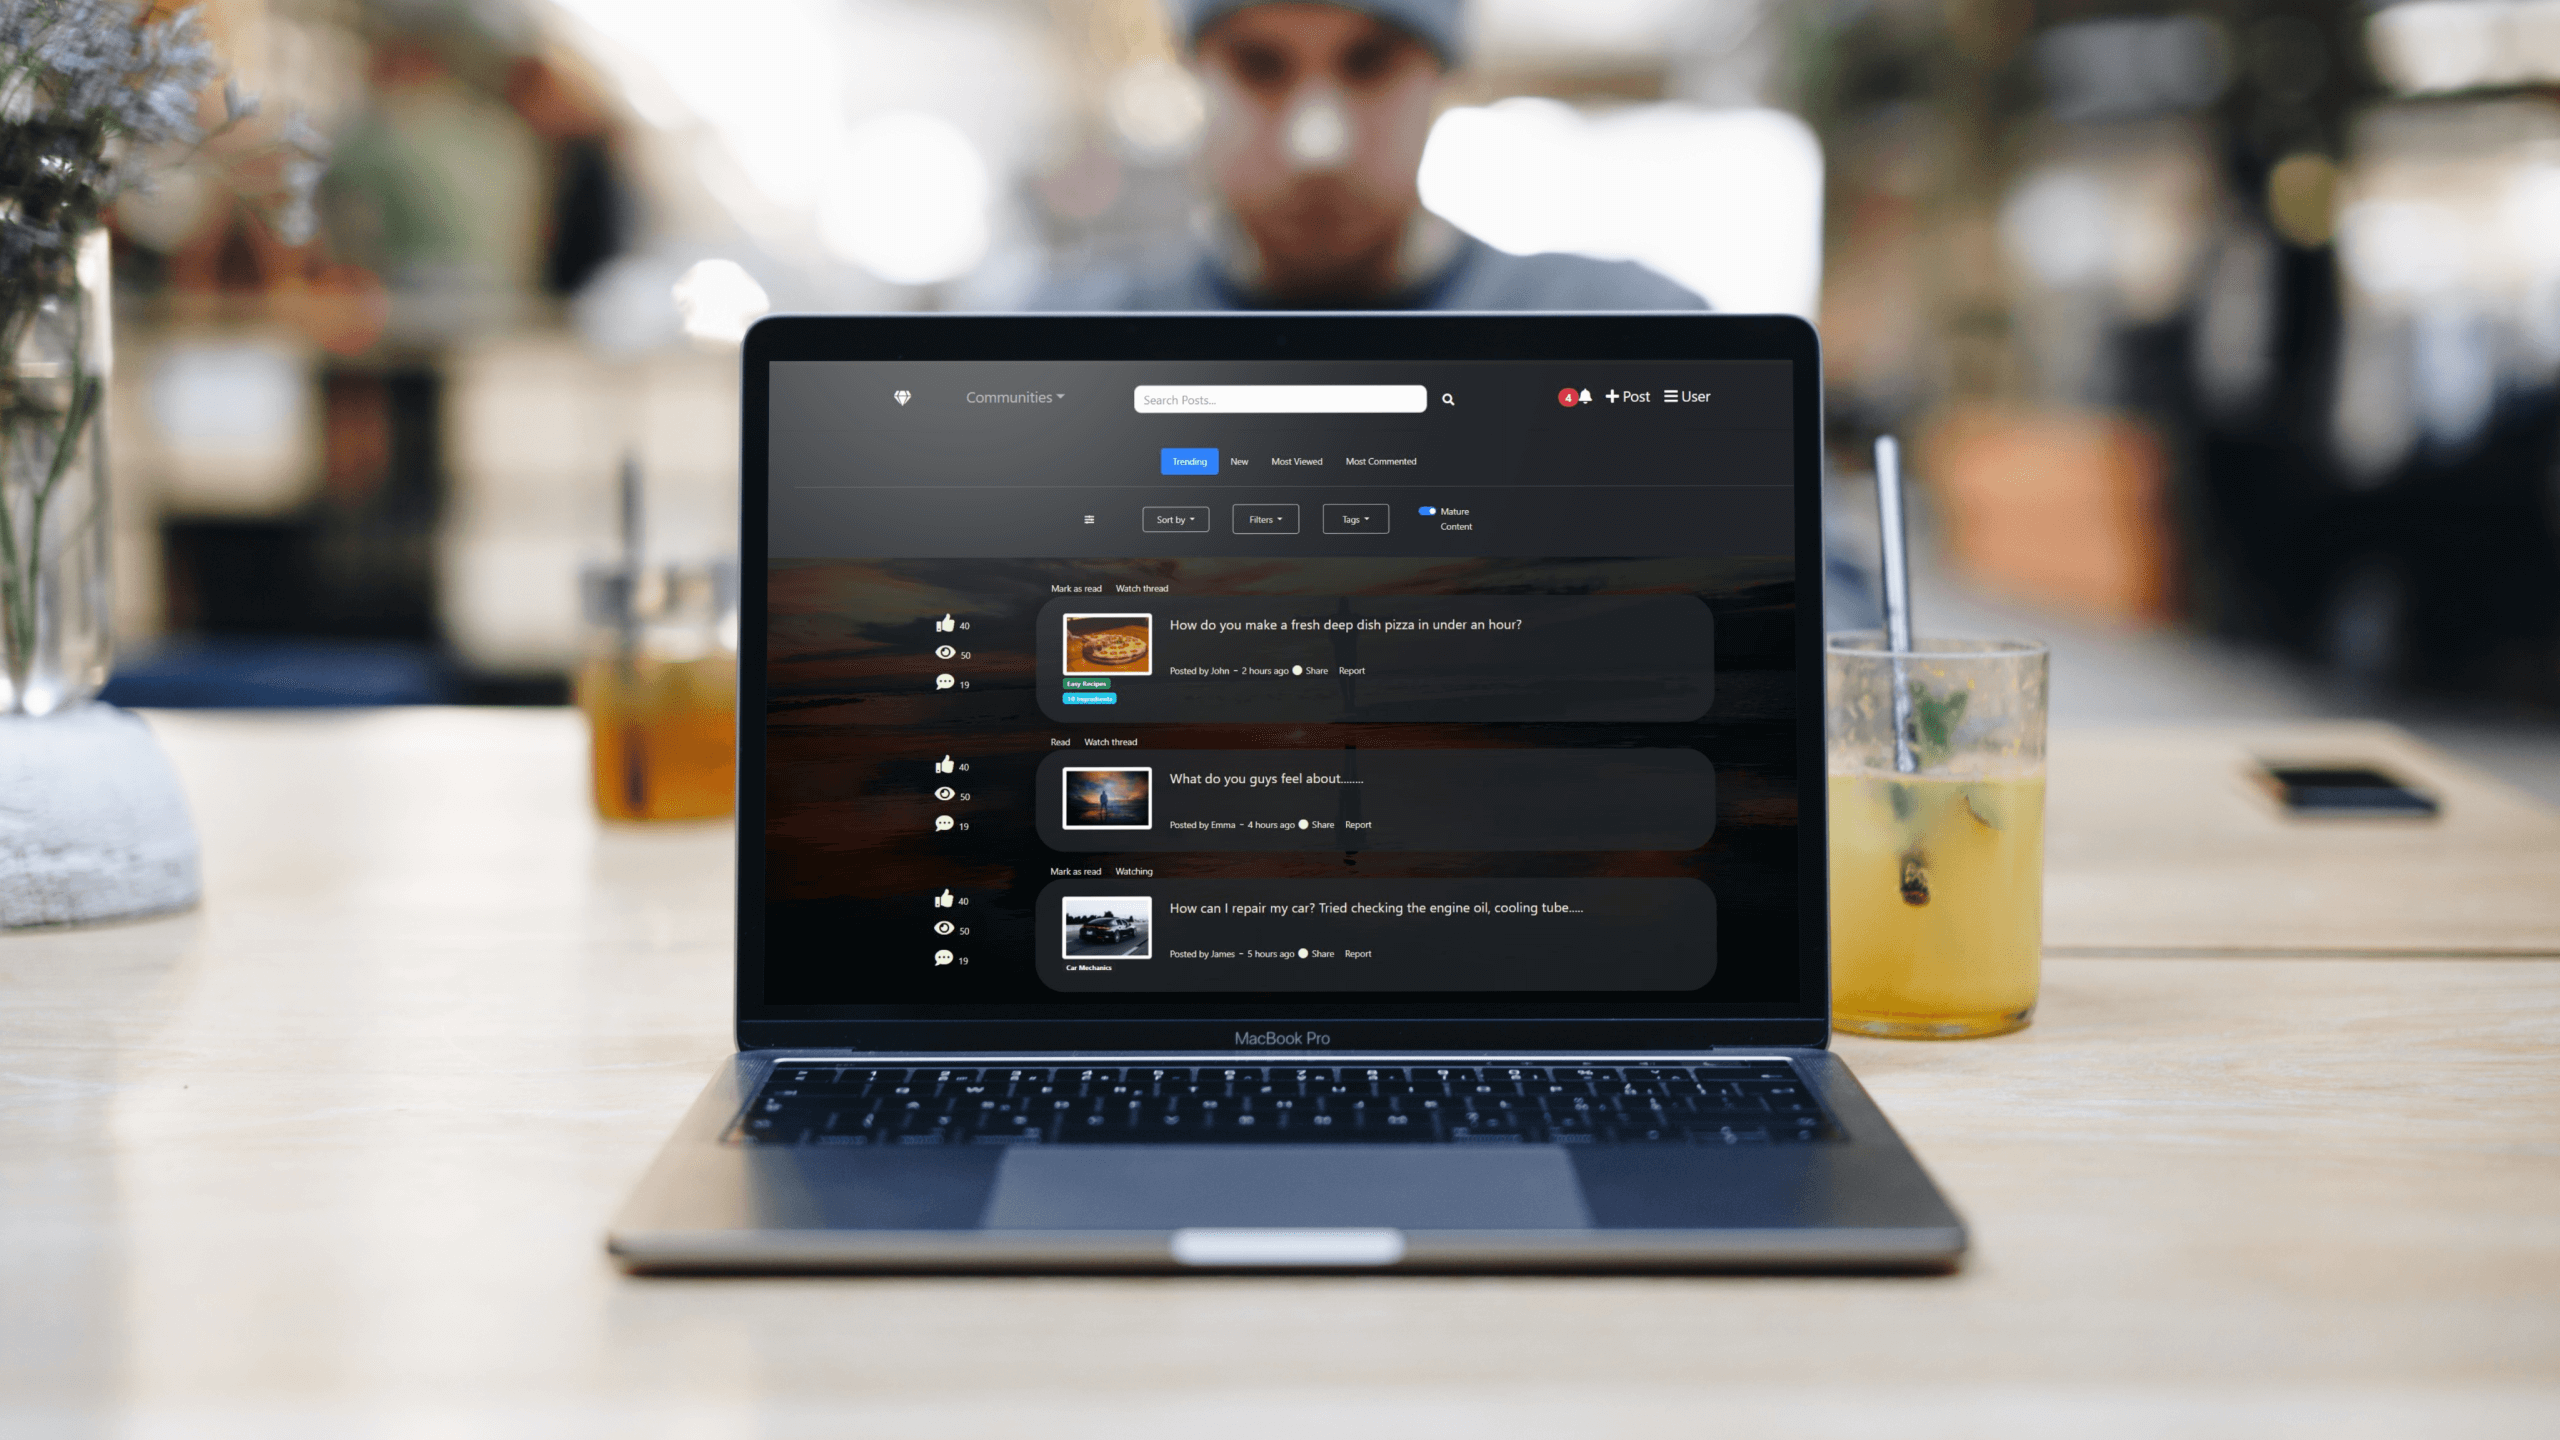 Communities
Search Posts...
4
Post
User
Trending
New
Most Viewed
Most Commented
Sort by
Filters
Tags
Mature
Content
Mark as read Watch thread
40
50
19
How do you make a fresh deep dish pizza in under an hour?
Posted by John - 2 hours ago Share Report
Easy Recipes
10 Ingredients
Read Watch thread
40
50
19
What do you guys feel about........
Posted by Emma - 4 hours ago Share Report
Mark as read Watching
40
50
19
How can I repair my car? Tried checking the engine oil, cooling tube.....
Posted by James - 5 hours ago Share Report
Car Mechanics
MacBook Pro